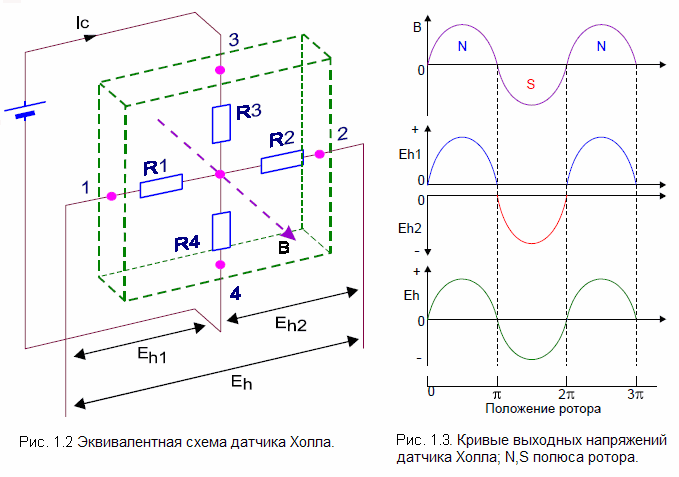 Ic
3
R3
R2
2
1
R1
R4
B
4
Eh1
Eh2
Eh
Рис. 1.2 Эквивалентная схема датчика Холла.
B
N
N
0
S
+
Eh1
0
Eh2
-
+
Eh
0
-
0 π 2π 3π
Положение ротора
Рис. 1.3. Кривые выходных напряжений
датчика Холла; N,S полюса ротора.